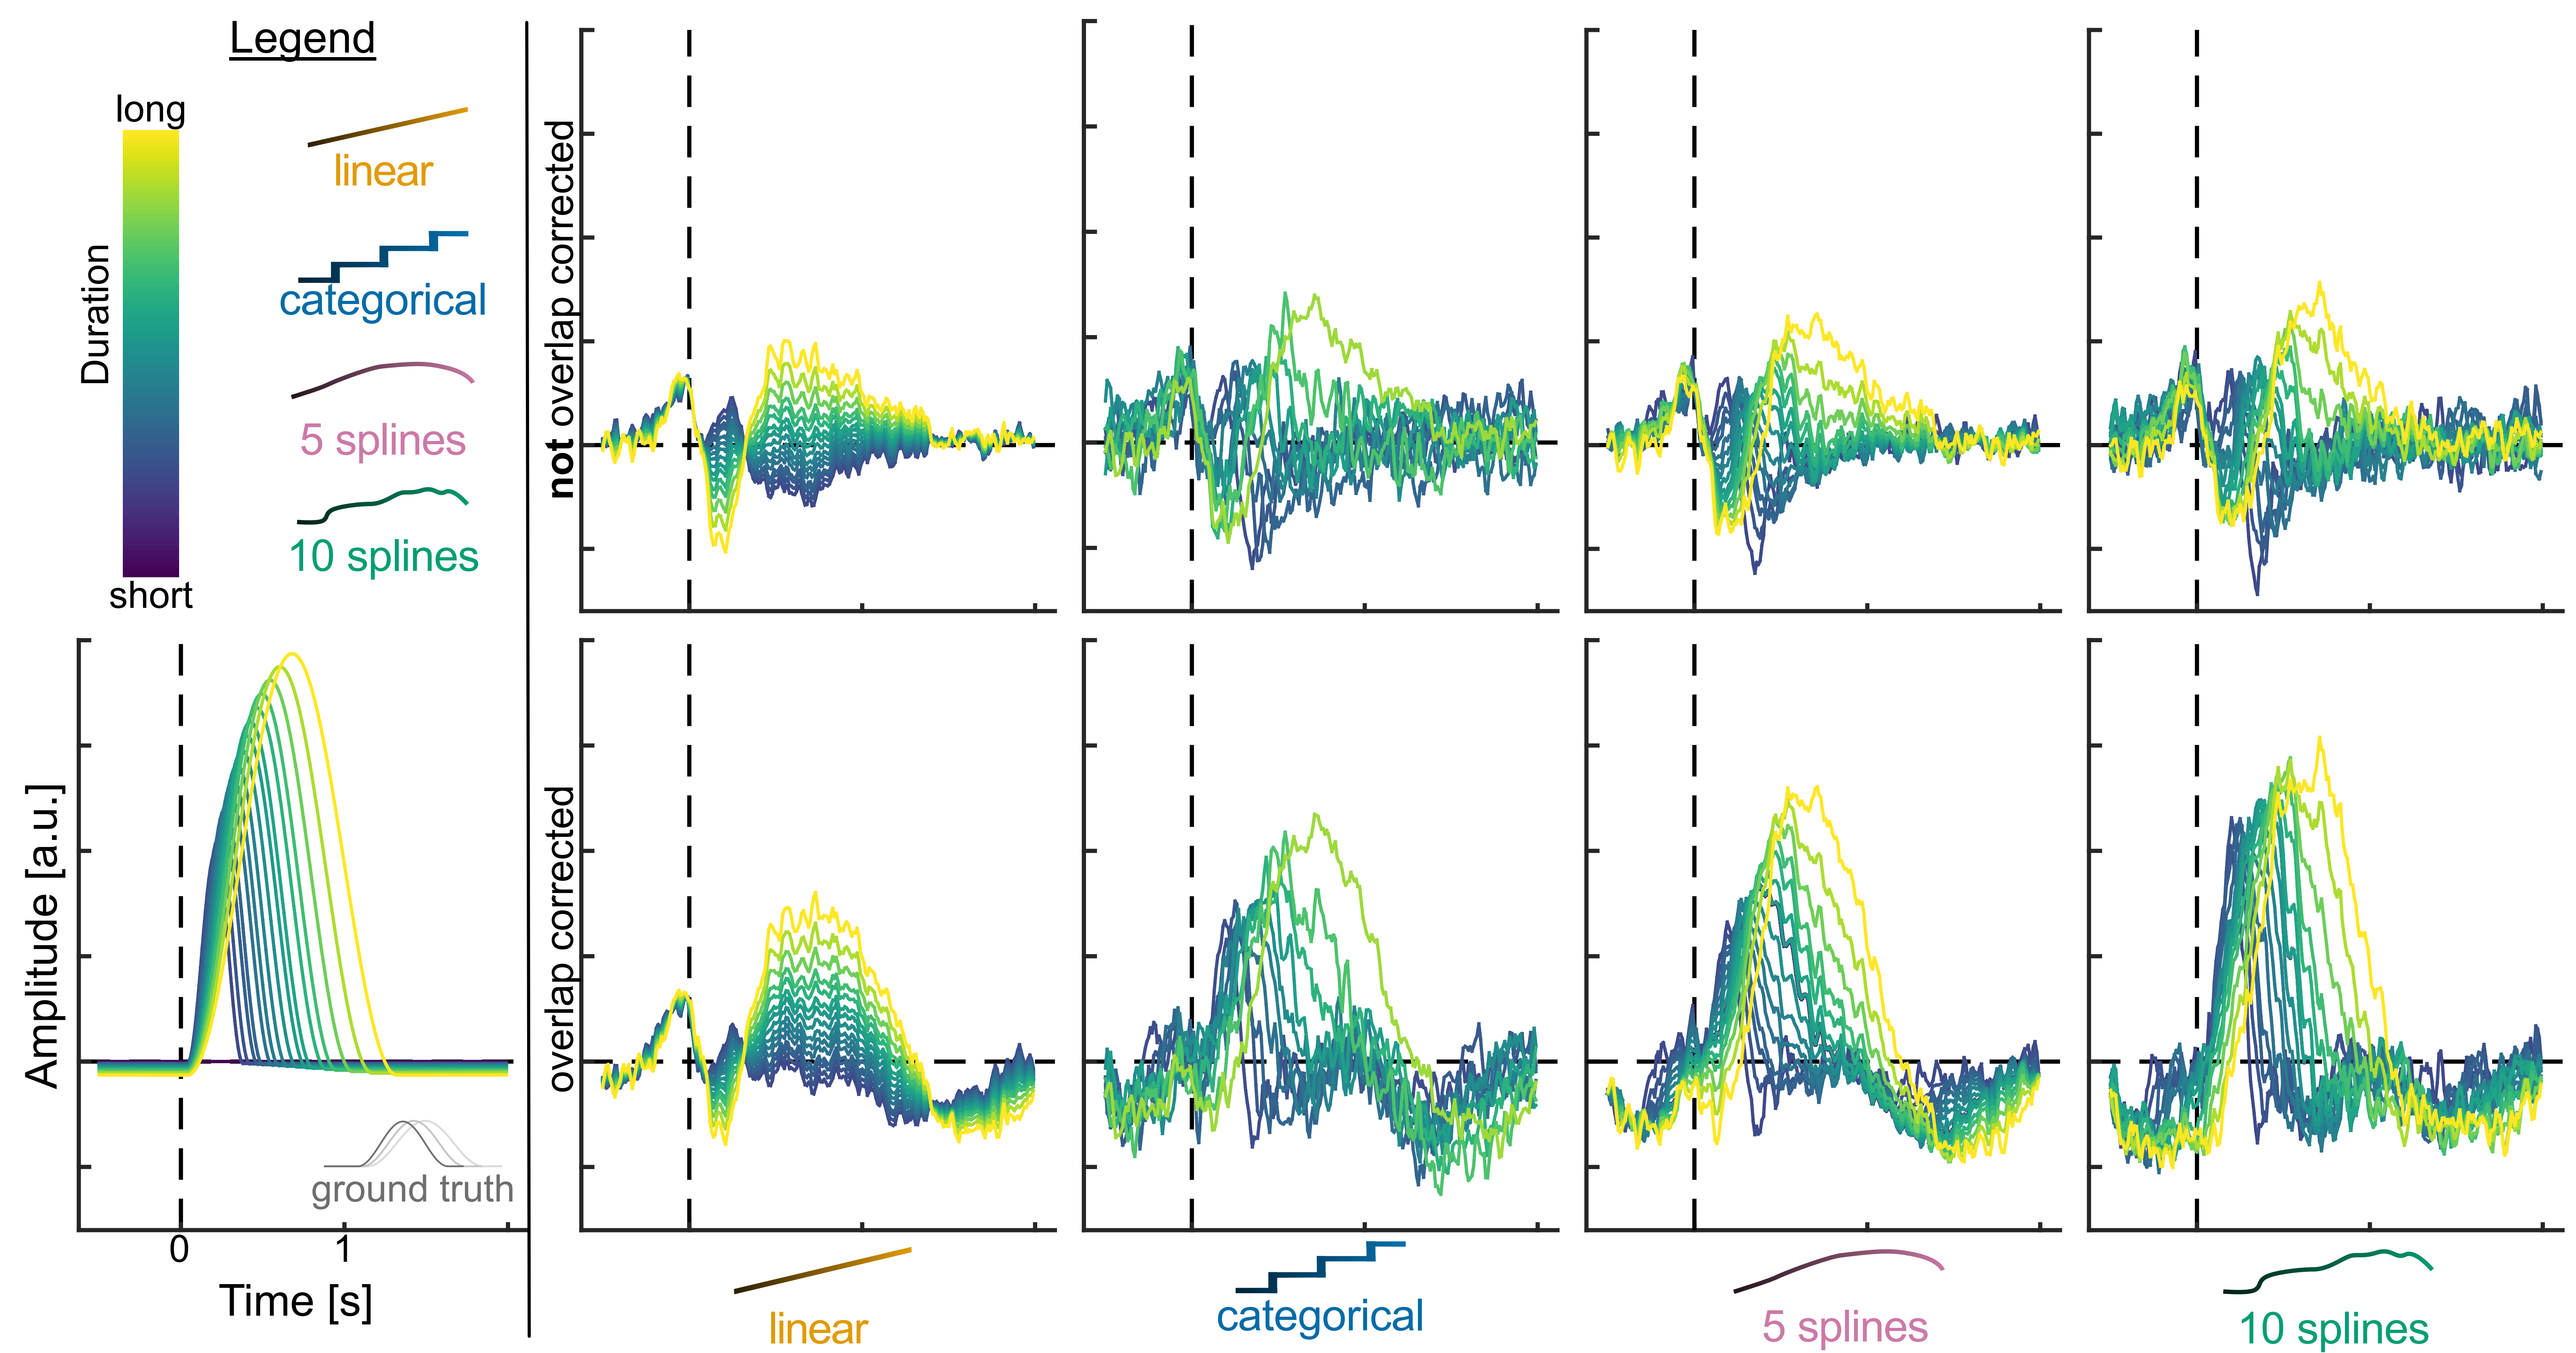 Legend
long
Duration
short
linear
categorical
5 splines
10 splines
not overlap corrected
overlap corrected
Amplitude [a.u.]
ground truth
0 1
Time [s]
linear
categorical
5 splines
10 splines